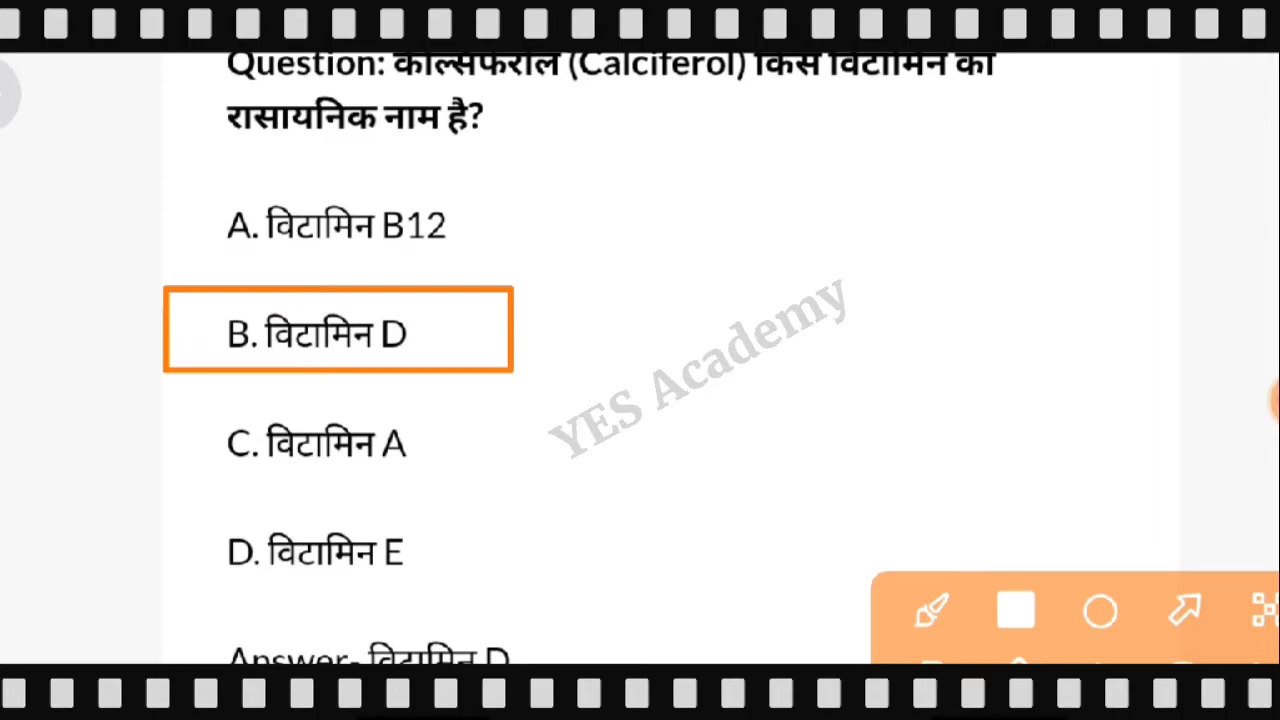 Question: कैल्सिफेरॉल (Calciferol) किस विटामिन का
रासायनिक नाम है?
A. विटामिन B12
B. विटामिन D
C. विटामिन A
D. विटामिन E
YES Academy
Answer- विटामिन D